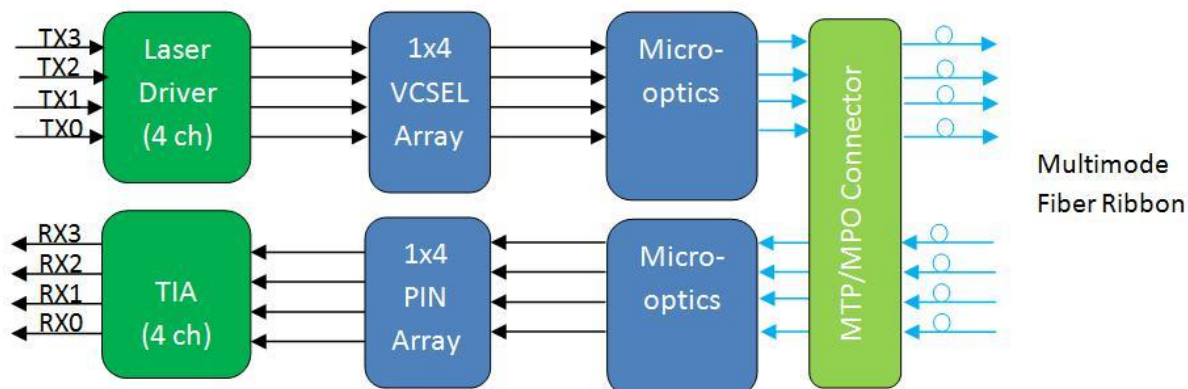 TX3
TX2
TX1
TX0
Laser
Driver
(4 ch)
1x4
VCSEL
Array
Micro-
optics
MTP/MPO Connector
Multimode
Fiber Ribbon
RX3
RX2
RX1
RX0
TIA
(4 ch)
1x4
PIN
Array
Micro-
optics